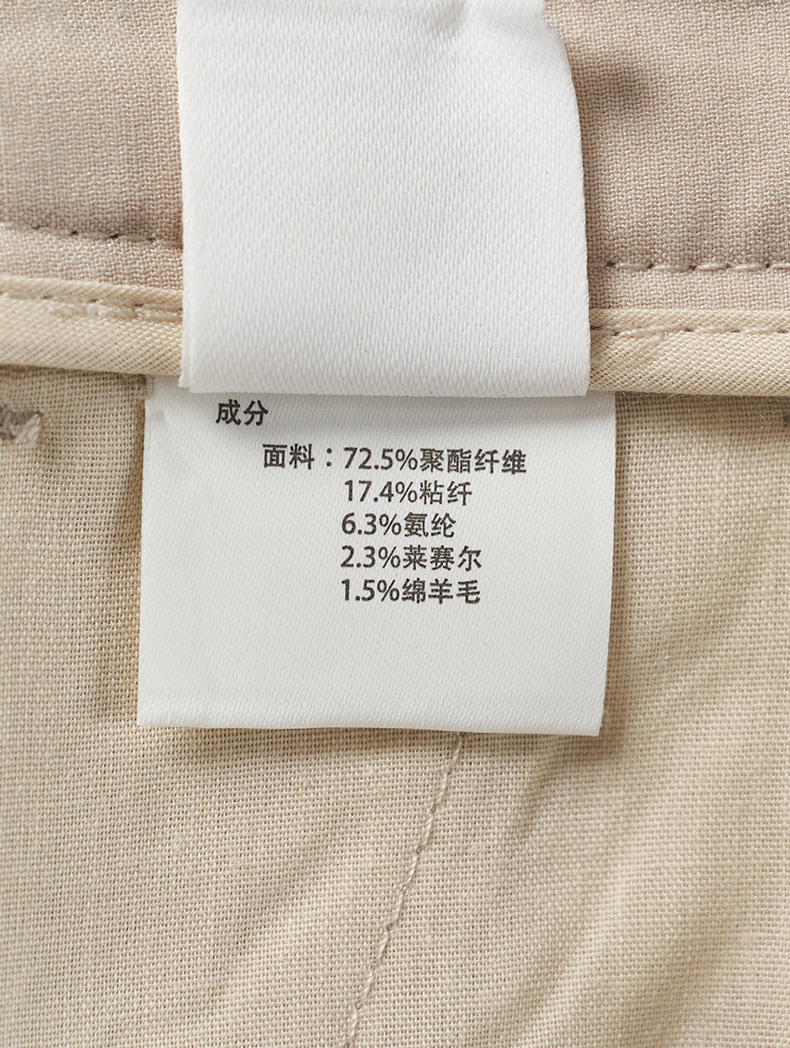 成分
面料：72.5%聚酯纤维
17.4%粘纤
6.3%氨纶
2.3%莱赛尔
1.5%绵羊毛